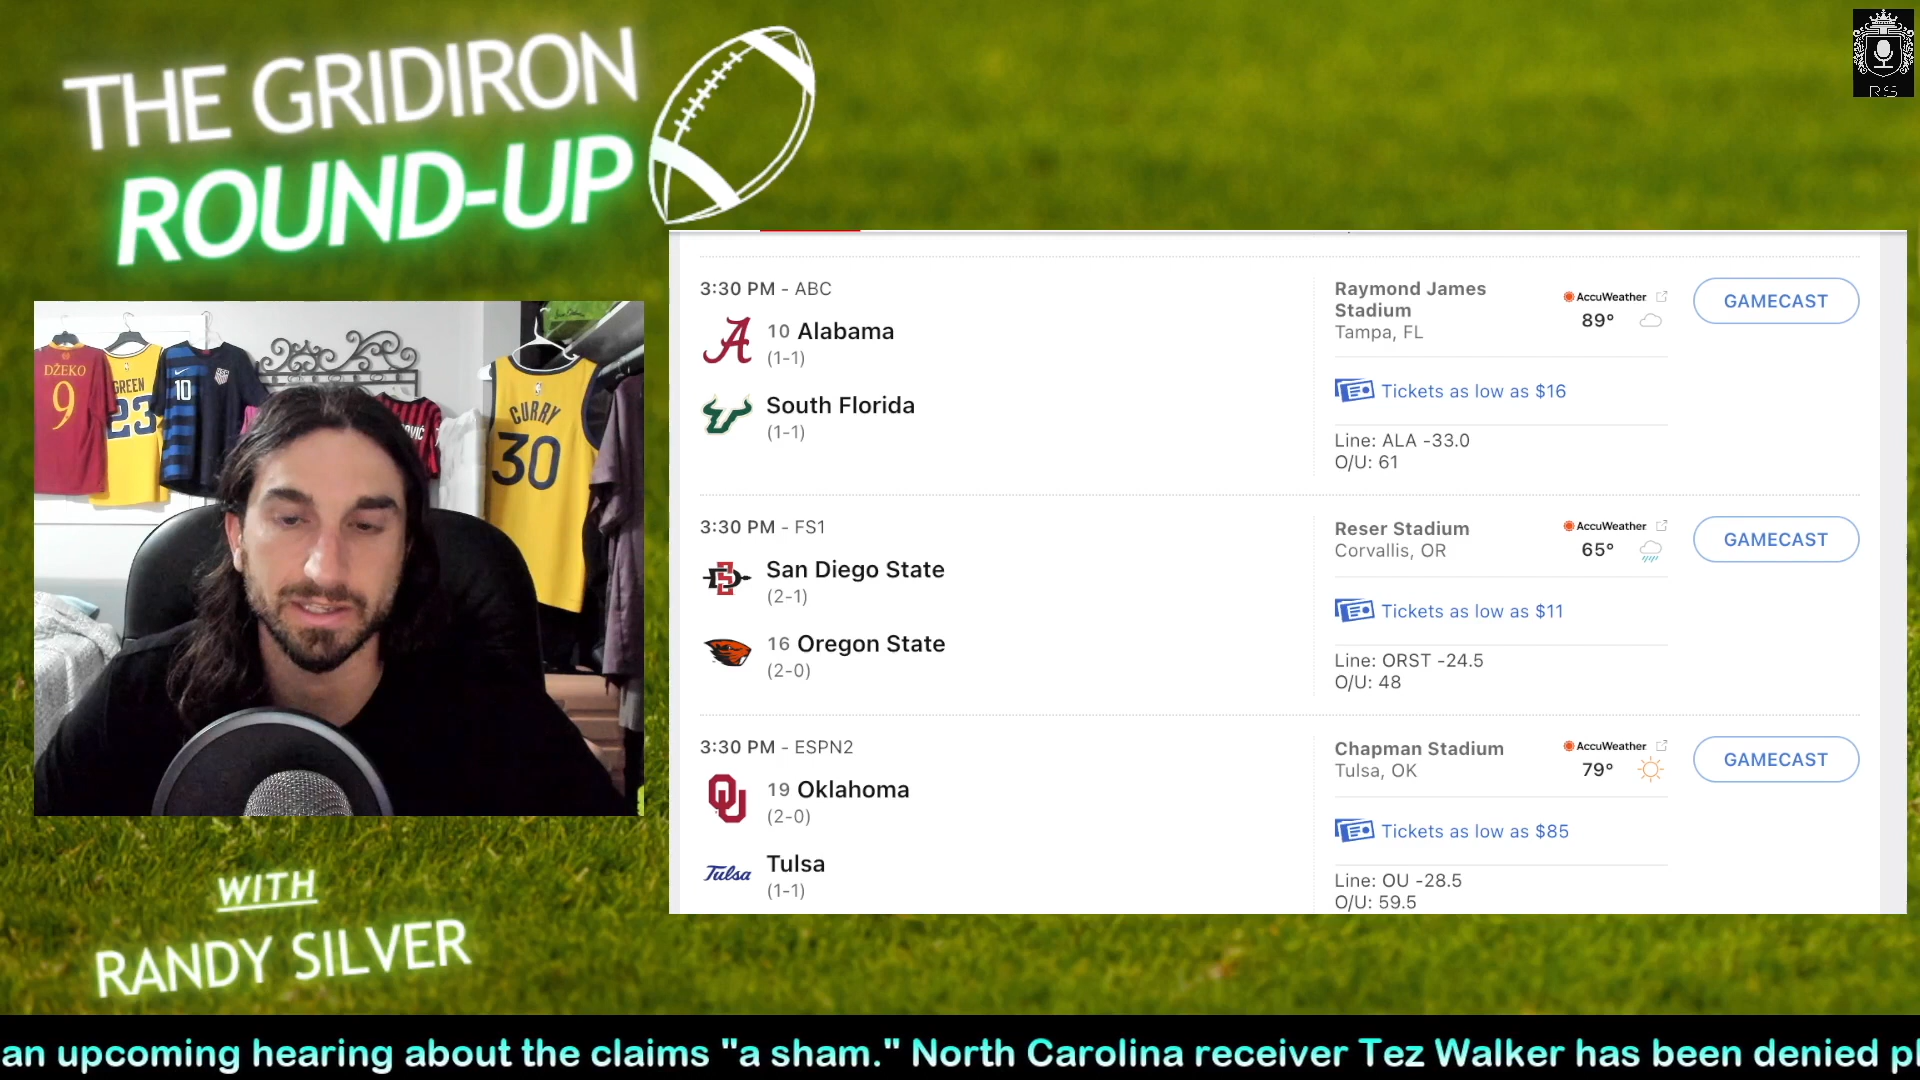 THE GRIDIRON
ROUND-UP
RS
DŽEKO
9
GREEN
23
10
CURRY
30
WITH
RANDY SILVER
3:30 PM - ABC
10 Alabama
(1-1)
South Florida
(1-1)
Raymond James
Stadium
Tampa, FL
AccuWeather
89°
Tickets as low as $16
Line: ALA -33.0
O/U: 61
GAMECAST
3:30 PM - FS1
San Diego State
(2-1)
16 Oregon State
(2-0)
Reser Stadium
Corvallis, OR
AccuWeather
65°
Tickets as low as $11
Line: ORST -24.5
O/U: 48
GAMECAST
3:30 PM - ESPN2
19 Oklahoma
(2-0)
Tulsa
Tulsa
(1-1)
Chapman Stadium
Tulsa, OK
AccuWeather
79°
Tickets as low as $85
Line: OU -28.5
O/U: 59.5
GAMECAST
an upcoming hearing about the claims "a sham." North Carolina receiver Tez Walker has been denied